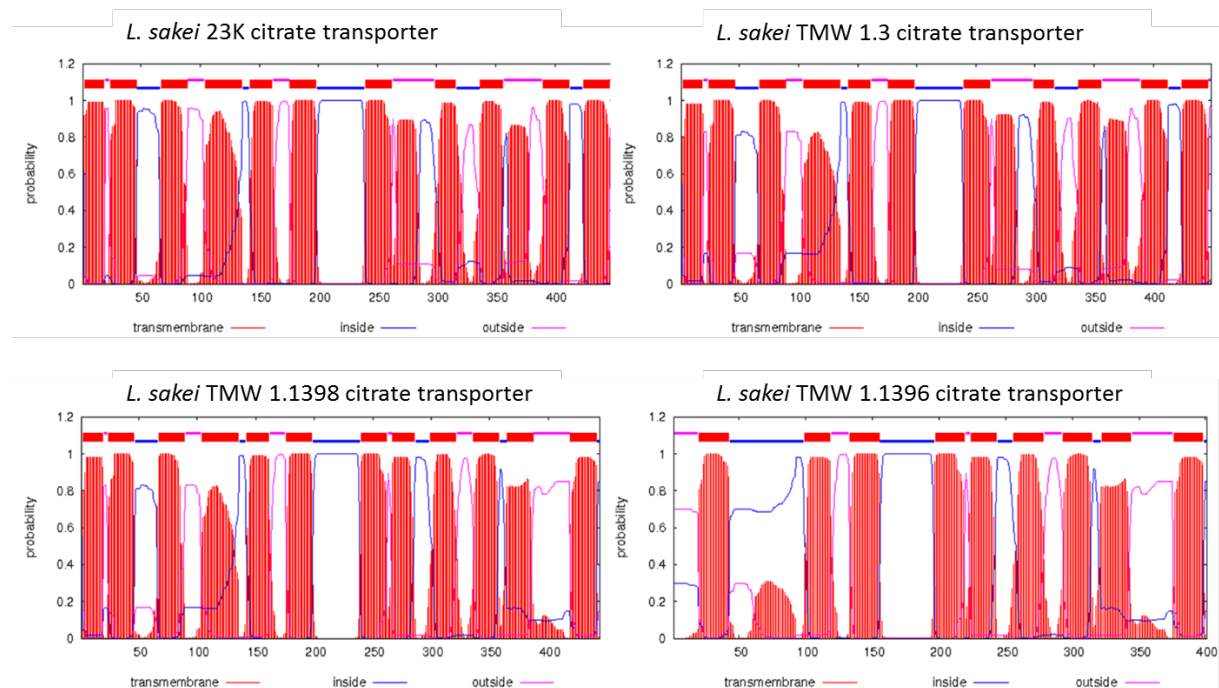 L. sakei 23K citrate transporter
1.2
1
0.8
0.6
0.4
0.2
0
probability
50 100 150 200 250 300 350 400
transmembrane inside outside
L. sakei TMW 1.3 citrate transporter
1.2
1
0.8
0.6
0.4
0.2
0
probability
50 100 150 200 250 300 350 400
transmembrane inside outside
L. sakei TMW 1.1398 citrate transporter
1.2
1
0.8
0.6
0.4
0.2
0
probability
50 100 150 200 250 300 350 400
transmembrane inside outside
L. sakei TMW 1.1396 citrate transporter
1.2
1
0.8
0.6
0.4
0.2
0
probability
50 100 150 200 250 300 350 400
transmembrane inside outside